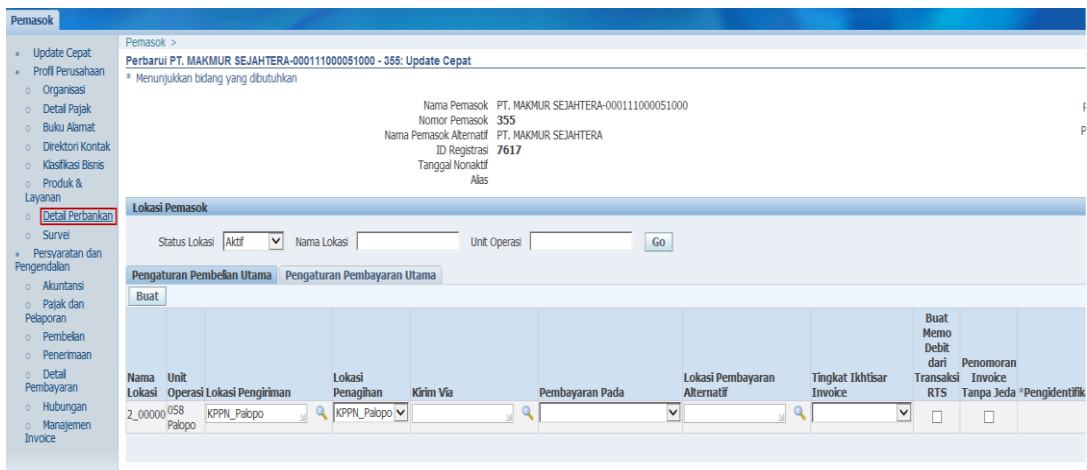 Pemasok
Update Cepat
Profil Perusahaan
Organisasi
Detail Pajak
Buku Alamat
Direktori Kontak
Klasifikasi Bisnis
Produk &
Layanan
Detail Perbankan
Survei
Persyaratan dan
Pengendalian
Akuntansi
Pajak dan
Pelaporan
Pembelian
Penerimaan
Detail
Pembayaran
Hubungan
Manajemen
Invoice
Pemasok >
Perbarui PT. MAKMUR SEJAHTERA-000111000051000 - 355: Update Cepat
* Menunjukkan bidang yang dibutuhkan
Nama Pemasok PT. MAKMUR SEJAHTERA-000111000051000
Nomor Pemasok 355
Nama Pemasok Alternatif PT. MAKMUR SEJAHTERA
ID Registrasi 7617
Tanggal Nonaktif
Alias
Lokasi Pemasok
Status Lokasi Aktif Nama Lokasi Unit Operasi Go
Pengaturan Pembelian Utama Pengaturan Pembayaran Utama
Buat
Nama Lokasi
Unit Operasi
Lokasi Pengiriman
Lokasi Penagihan
Kirim Via
Pembayaran Pada
Lokasi Pembayaran Alternatif
Tingkat Ikhtisar Invoice
Buat Memo Debit dari Transaksi RTS
Penomoran Invoice Tanpa Jeda
*Pengidentifik
2_00000 058 Palopo KPPN_Palopo KPPN_Palopo